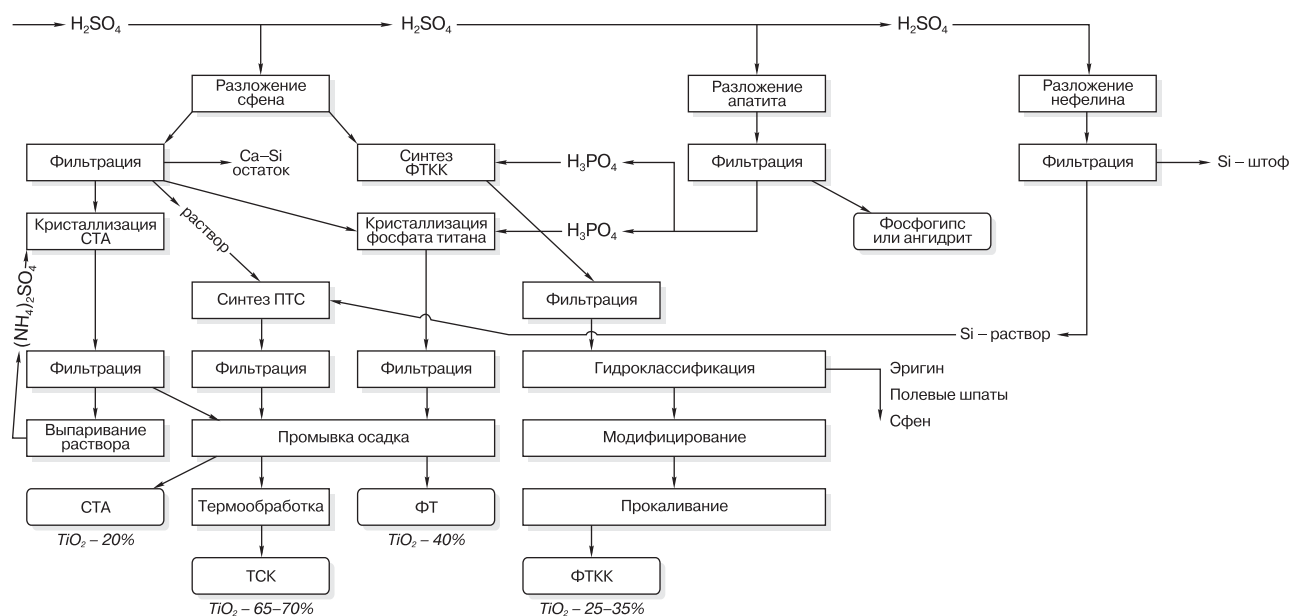 H₂SO₄
H₂SO₄
H₂SO₄
Разложение
сфена
Разложение
апатита
Разложение
нефелина
Фильтрация
Ca–Si
остаток
Синтез
ФТКК
H₃PO₄
Фильтрация
Фильтрация
Si – штоф
раствор
Кристаллизация
СТА
Кристаллизация
фосфата титана
H₃PO₄
Фосфогипс
или ангидрит
(NH₄)₂SO₄
Синтез ПТС
Фильтрация
Si – раствор
Фильтрация
Фильтрация
Фильтрация
Гидроклассификация
Эригин
Полевые шпаты
Сфен
Выпаривание
раствора
Промывка осадка
Модифицирование
СТА
Термообработка
ФТ
Прокаливание
TiO₂ – 20%
TiO₂ – 40%
ТСК
ФТКК
TiO₂ – 65–70%
TiO₂ – 25–35%